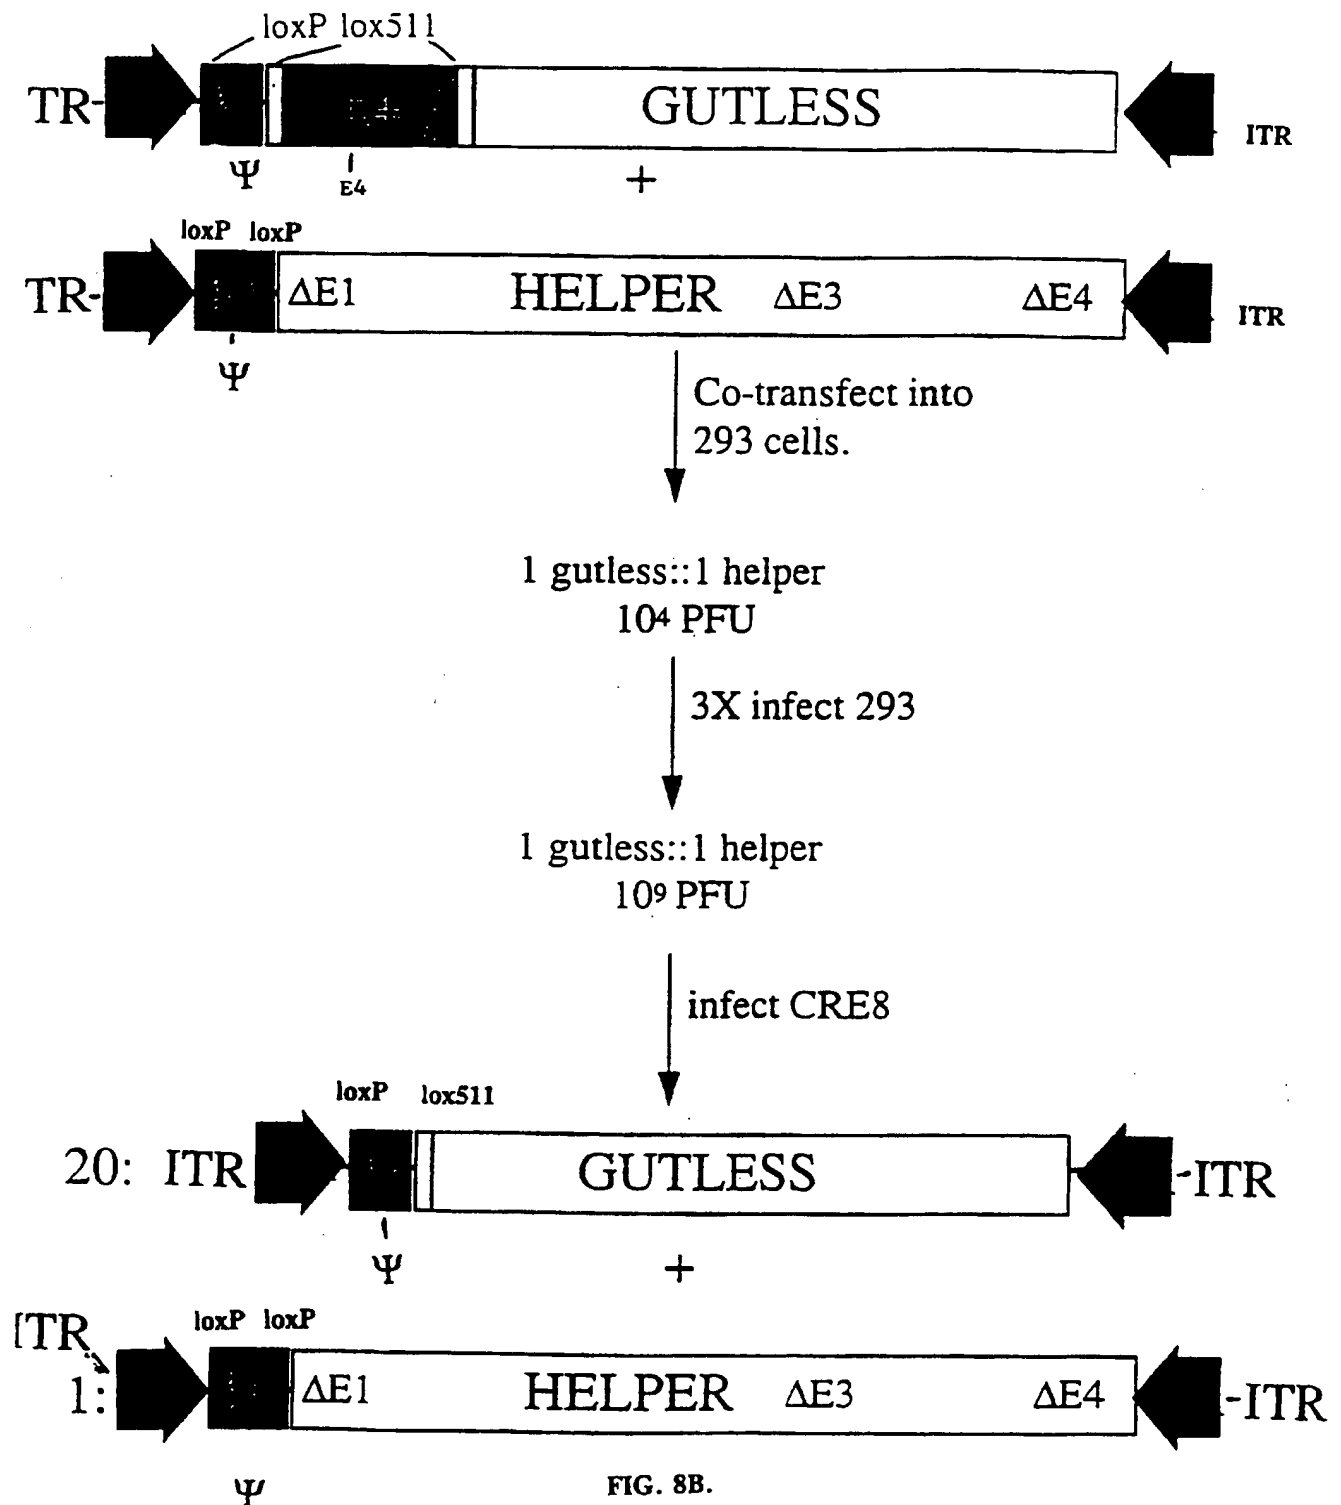 loxP lox511
TR- GUTLESS ITR
Ψ E4
+
loxP loxP
TR- ΔE1 HELPER ΔE3 ΔE4 ITR
Ψ
Co-transfect into
293 cells.
1 gutless::1 helper
10⁴ PFU
3X infect 293
1 gutless::1 helper
10⁹ PFU
infect CRE8
loxP lox511
20: ITR GUTLESS -ITR
Ψ
+
loxP loxP
ITR
1: ΔE1 HELPER ΔE3 ΔE4 -ITR
Ψ
FIG. 8B.